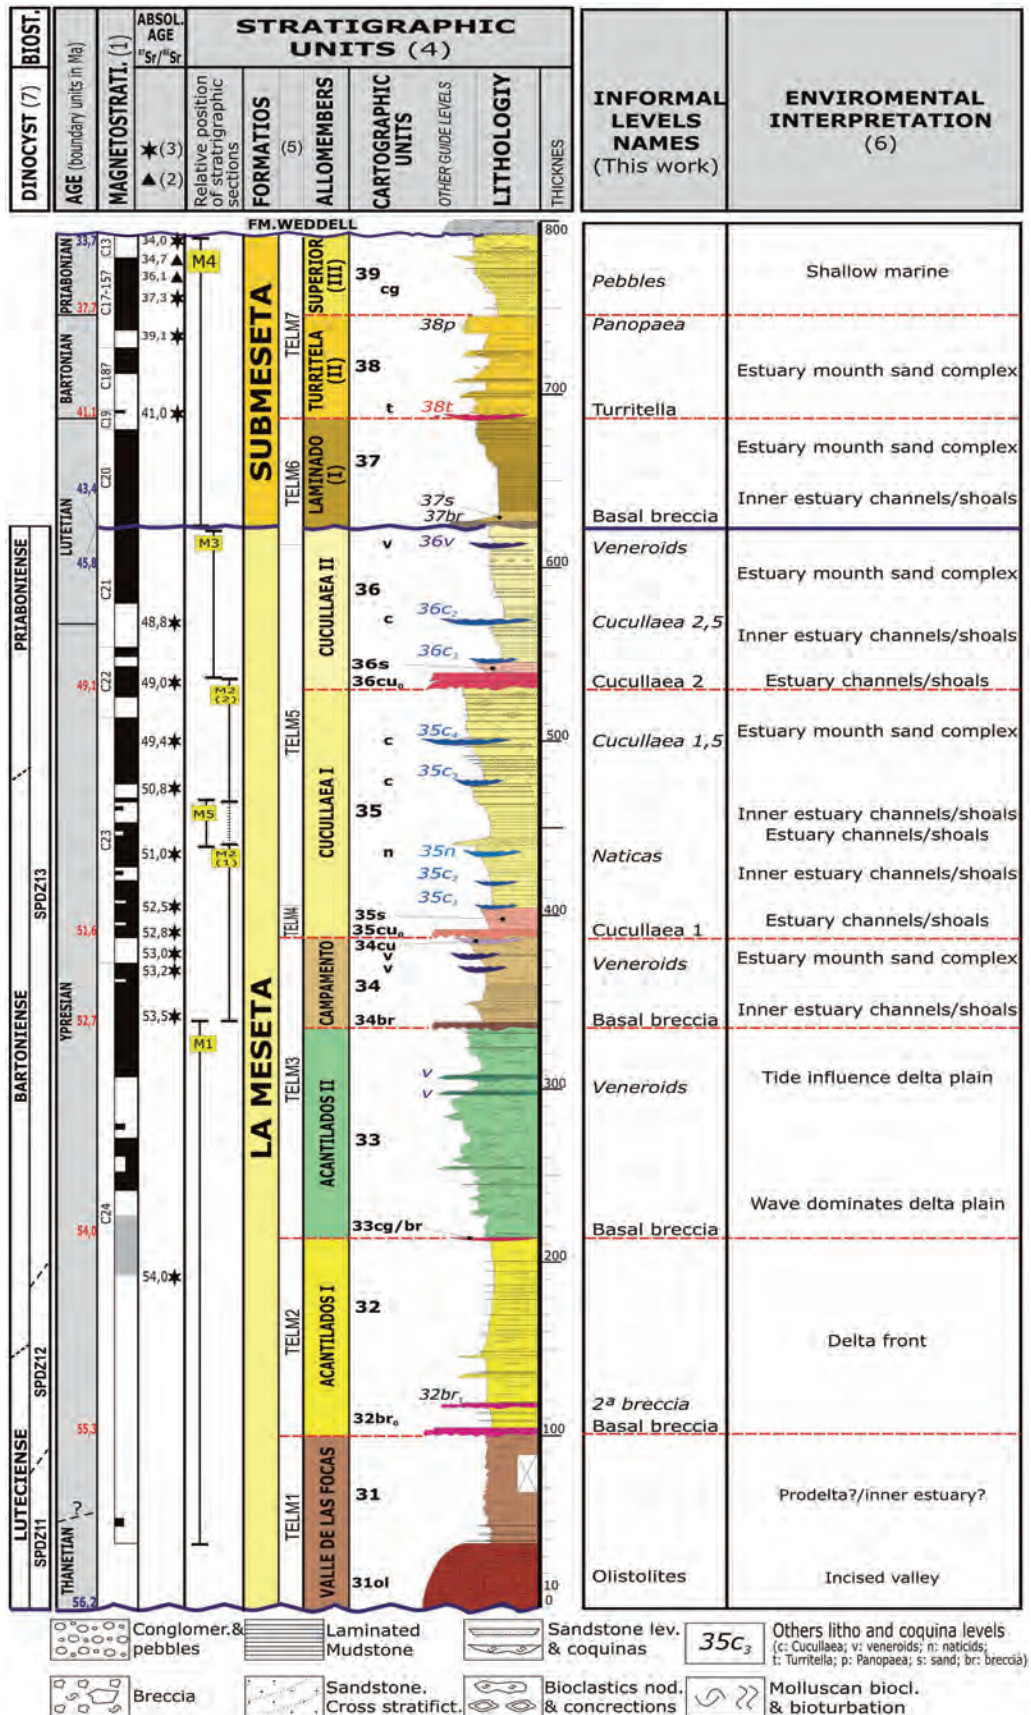 BIOST.
DINOCYST (7)
AGE (boundary units in Ma)
MAGNETOSTRATI. (1)
ABSOL.
AGE
87Sr/86Sr
★(3)
▲(2)
STRATIGRAPHIC
UNITS (4)
Relative position
of stratigraphic
sections
FORMATIOS
(5)
ALLOMEMBERS
CARTOGRAPHIC
UNITS
OTHER GUIDE LEVELS
LITHOLOGIY
THICKNES
INFORMAL
LEVELS
NAMES
(This work)
ENVIROMENTAL
INTERPRETATION
(6)
PRIABONIENSE
BARTONIENSE
LUTECIENSE
SPDZ13
SPDZ12
SPDZ11
PRIABONIAN
BARTONIAN
LUTETIAN
YPRESIAN
THANETIAN
?
33,7
37,7
41,1
43,4
45,8
49,1
51,6
52,7
54,0
55,3
56,2
C13
C17-157
C187
C19
C20
C21
C22
C23
C24
34,0★
34,7▲
36,1▲
37,3★
39,1★
41,0★
48,8★
49,0★
49,4★
50,8★
51,0★
52,5★
52,8★
53,0★
53,2★
53,5★
54,0★
M4
M3
M2
(2)
M5
M2
(1)
M1
FM.WEDDELL
SUBMESETA
LA MESETA
TELM7
TELM6
TELM5
TELM4
TELM3
TELM2
TELM1
SUPERIOR
(III)
TURRITELA
(II)
LAMINADO
(I)
CUCULLAEA II
CUCULLAEA I
CAMPAMENTO
ACANTILADOS II
ACANTILADOS I
VALLE DE LAS FOCAS
39
cg
38
t
37
v
36
c
36s
36cu₀
c
c
35
n
35s
35cu₀
34cu
v
v
34
34br
33
33cg/br
32
32br₀
31
31ol
38p
38t
37s
37br
36v
36c₂
36c₁
35c₄
35c₃
35n
35c₂
35c₁
v
v
32br₁
800
700
600
500
400
300
200
100
10
0
Pebbles
Panopaea
Turritella
Basal breccia
Veneroids
Cucullaea 2,5
Cucullaea 2
Cucullaea 1,5
Naticas
Cucullaea 1
Veneroids
Basal breccia
Veneroids
Basal breccia
2ª breccia
Basal breccia
Olistolites
Shallow marine
Estuary mounth sand complex
Estuary mounth sand complex
Inner estuary channels/shoals
Estuary mounth sand complex
Inner estuary channels/shoals
Estuary channels/shoals
Estuary mound sand complex
Inner estuary channels/shoals
Estuary channels/shoals
Inner estuary channels/shoals
Estuary channels/shoals
Estuary mound sand complex
Inner estuary channels/shoals
Tide influence delta plain
Wave dominates delta plain
Delta front
Prodelta?/inner estuary?
Incised valley
Conglomer.&
pebbles
Laminated
Mudstone
Sandstone lev.
& coquinas
35c₃
Others litho and coquina levels
(c: Cucullaea; v: veneroids; n: naticids;
t: Turritella; p: Panopaea; s: sand; br: breccia)
Breccia
Sandstone.
Cross stratifict.
Bioclastics nod.
& concrections
Molluscan biocl.
& bioturbation